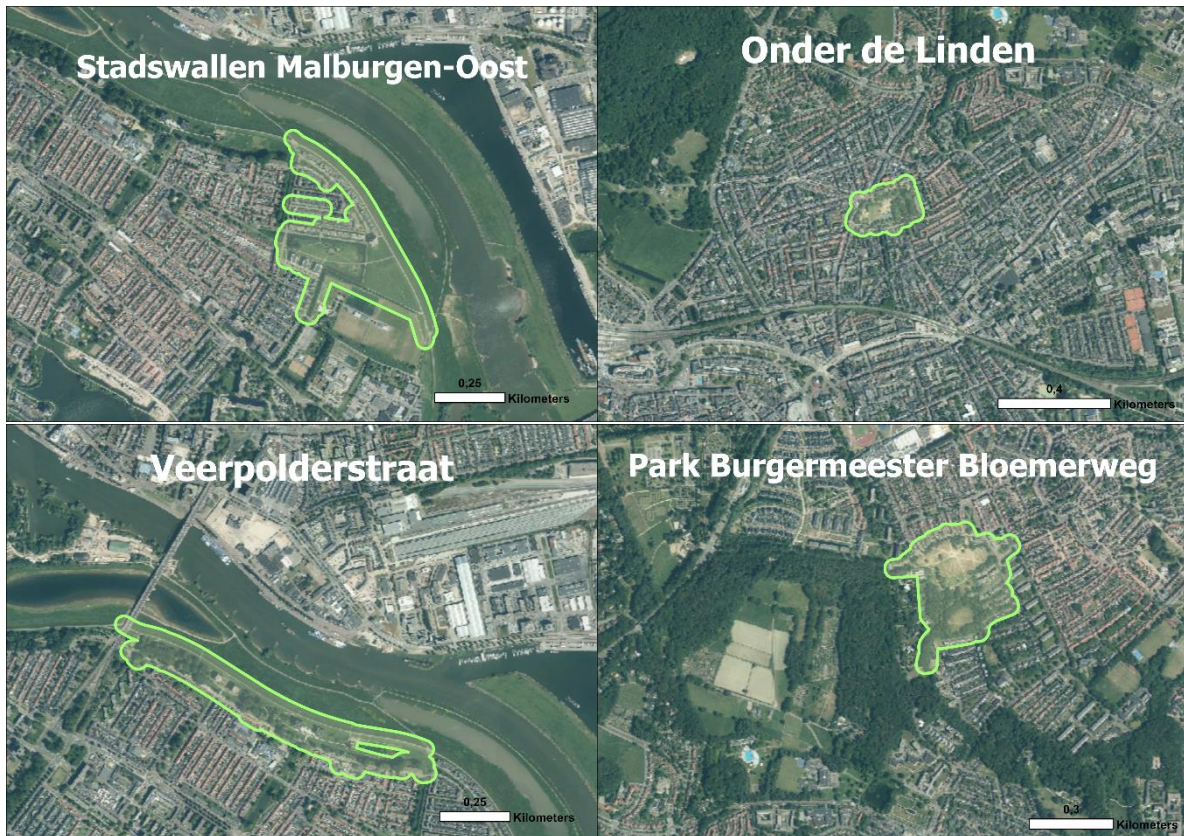 Stadswallen Malburgen-Oost
0,25
Kilometers
Onder de Linden
0,4
Kilometers
Veerpolderstraat
0,25
Kilometers
Park Burgermeester Bloemerweg
0,3
Kilometers